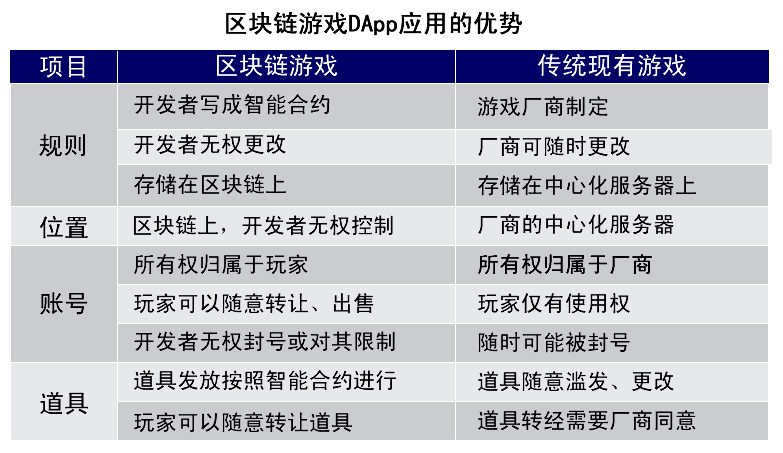 区块链游戏DApp应用的优势
项目 区块链游戏 传统现有游戏
规则 开发者写成智能合约 游戏厂商制定
开发者无权更改 厂商可随时更改
存储在区块链上 存储在中心化服务器上
位置 区块链上，开发者无权控制 厂商的中心化服务器
账号 所有权归属于玩家 所有权归属于厂商
玩家可以随意转让、出售 玩家仅有使用权
开发者无权封号或对其限制 随时可能被封号
道具 道具发放按照智能合约进行 道具随意滥发、更改
玩家可以随意转让道具 道具转经需要厂商同意